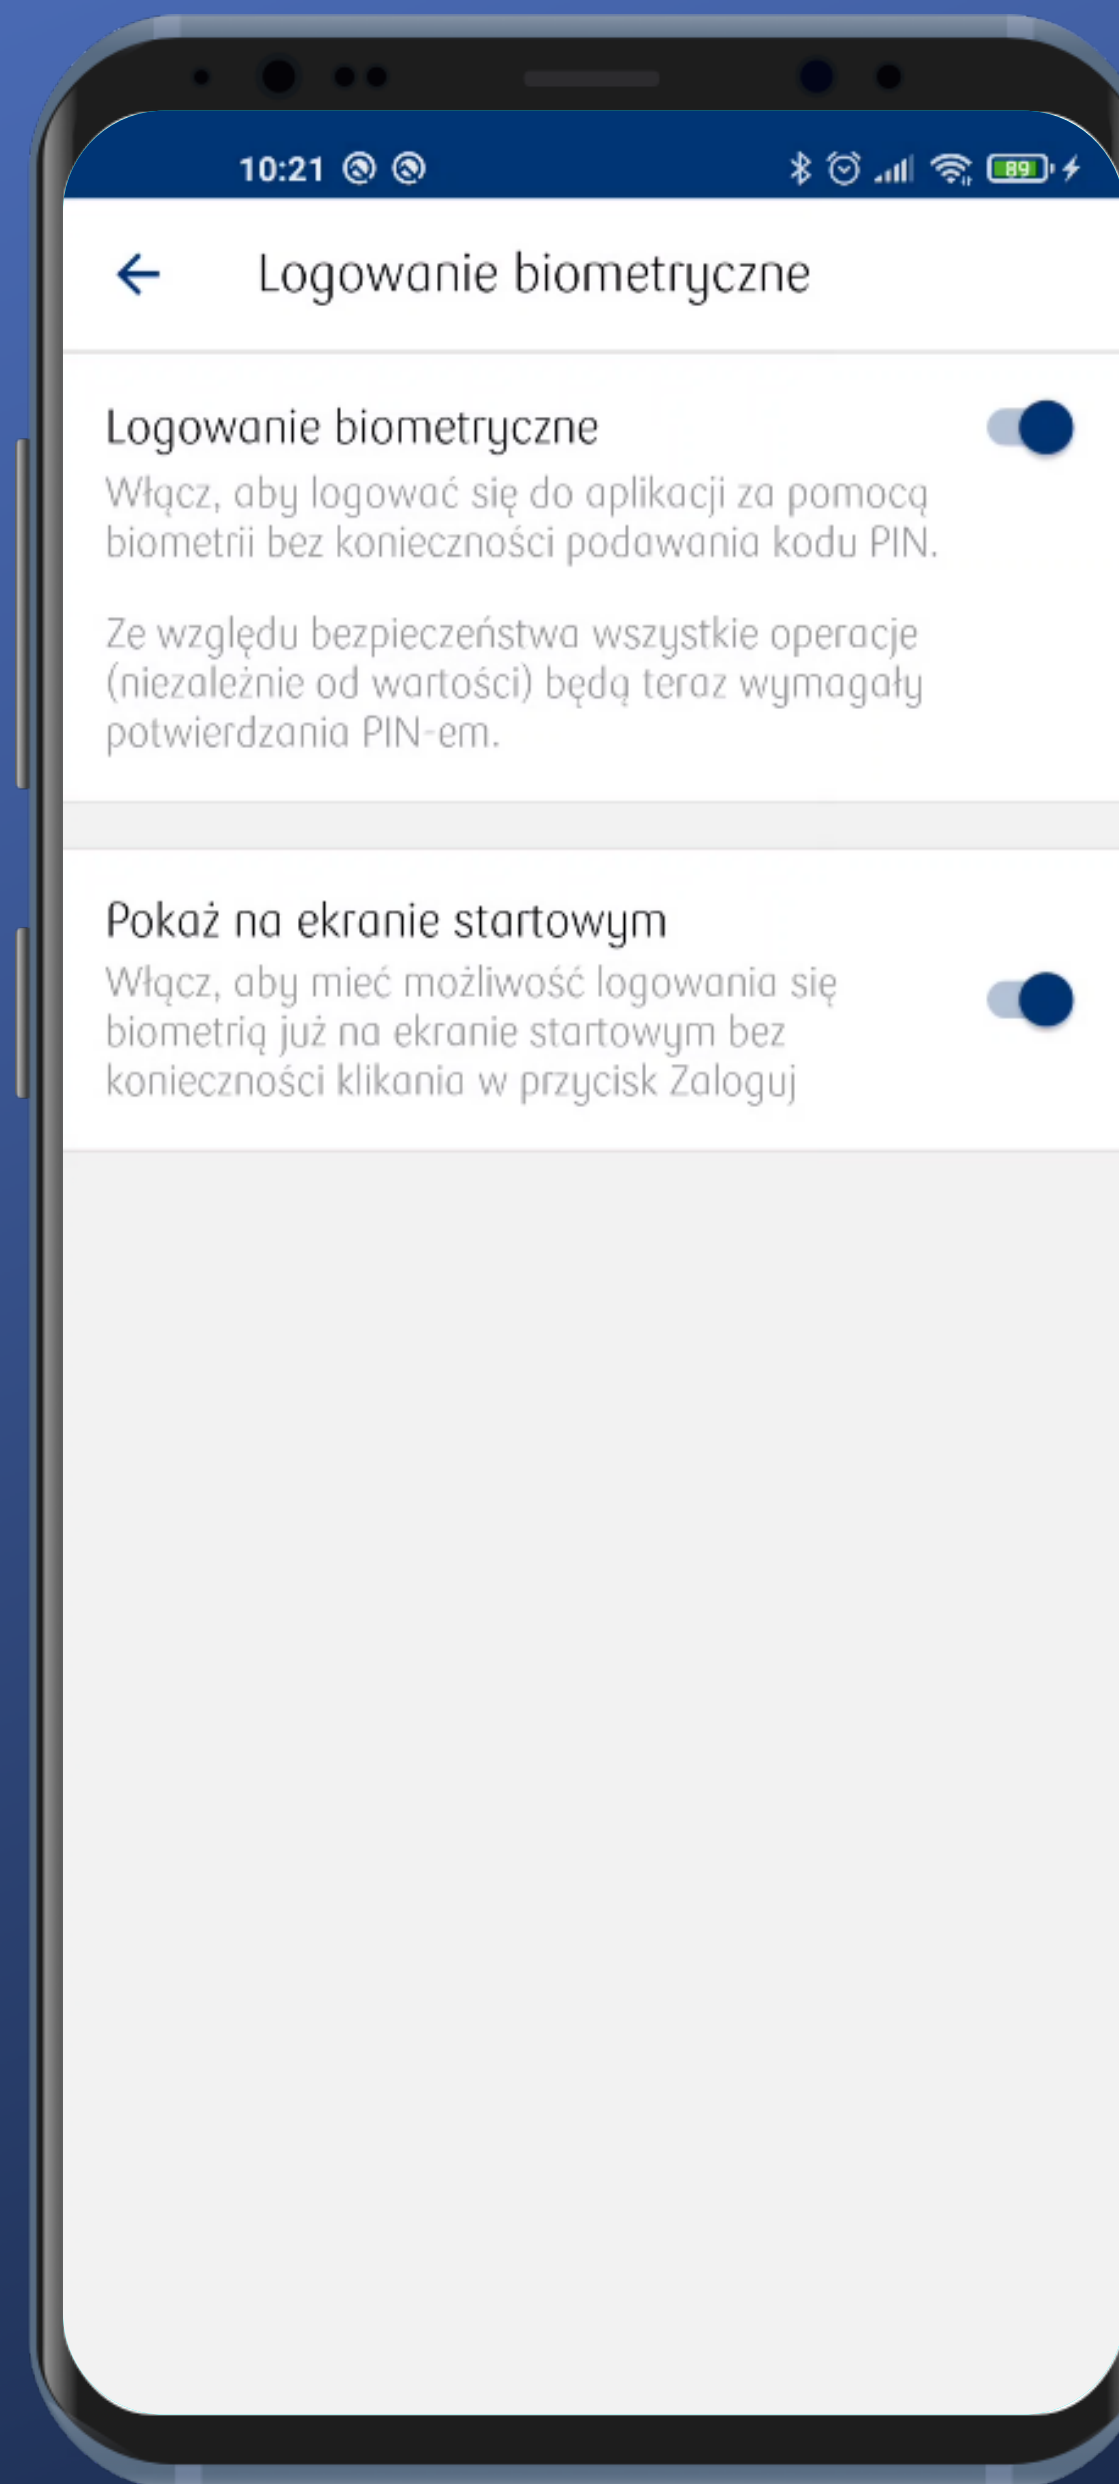 10:21
89
Logowanie biometryczne
Logowanie biometryczne
Włącz, aby logować się do aplikacji za pomocą
biometrii bez konieczności podawania kodu PIN.
Ze względu bezpieczeństwa wszystkie operacje
(niezależnie od wartości) będą teraz wymagały
potwierdzania PIN-em.
Pokaż na ekranie startowym
Włącz, aby mieć możliwość logowania się
biometrią już na ekranie startowym bez
konieczności klikania w przycisk Zaloguj